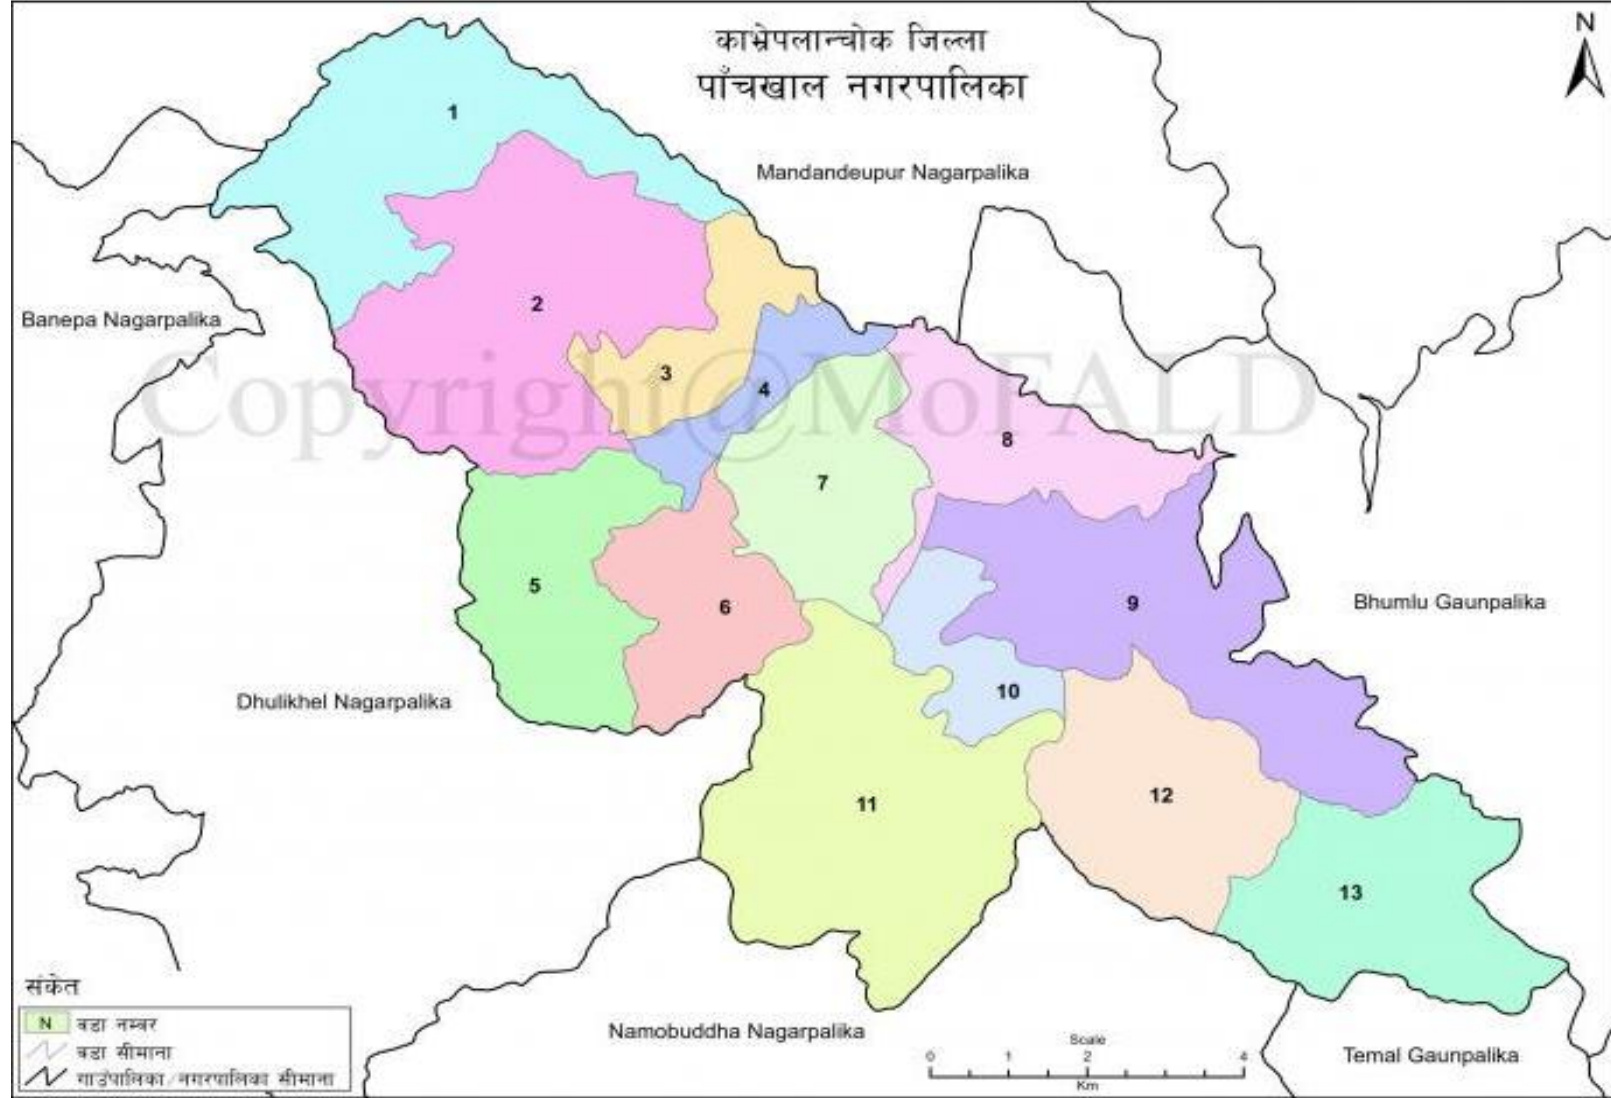 काभ्रेपलान्चोक जिल्ला
पाँचखाल नगरपालिका
N
1
Mandandeupur Nagarpalika
2
Banepa Nagarpalika
3
4
Copyright@MoFALD
8
7
5
6
9
Bhumlu Gaunpalika
10
Dhulikhel Nagarpalika
11
12
13
संकेत
N वडा नम्बर
वडा सीमाना
गाउँपालिका/नगरपालिका सीमाना
Namobuddha Nagarpalika
Scale
0 1 2 4
Km
Temal Gaunpalika